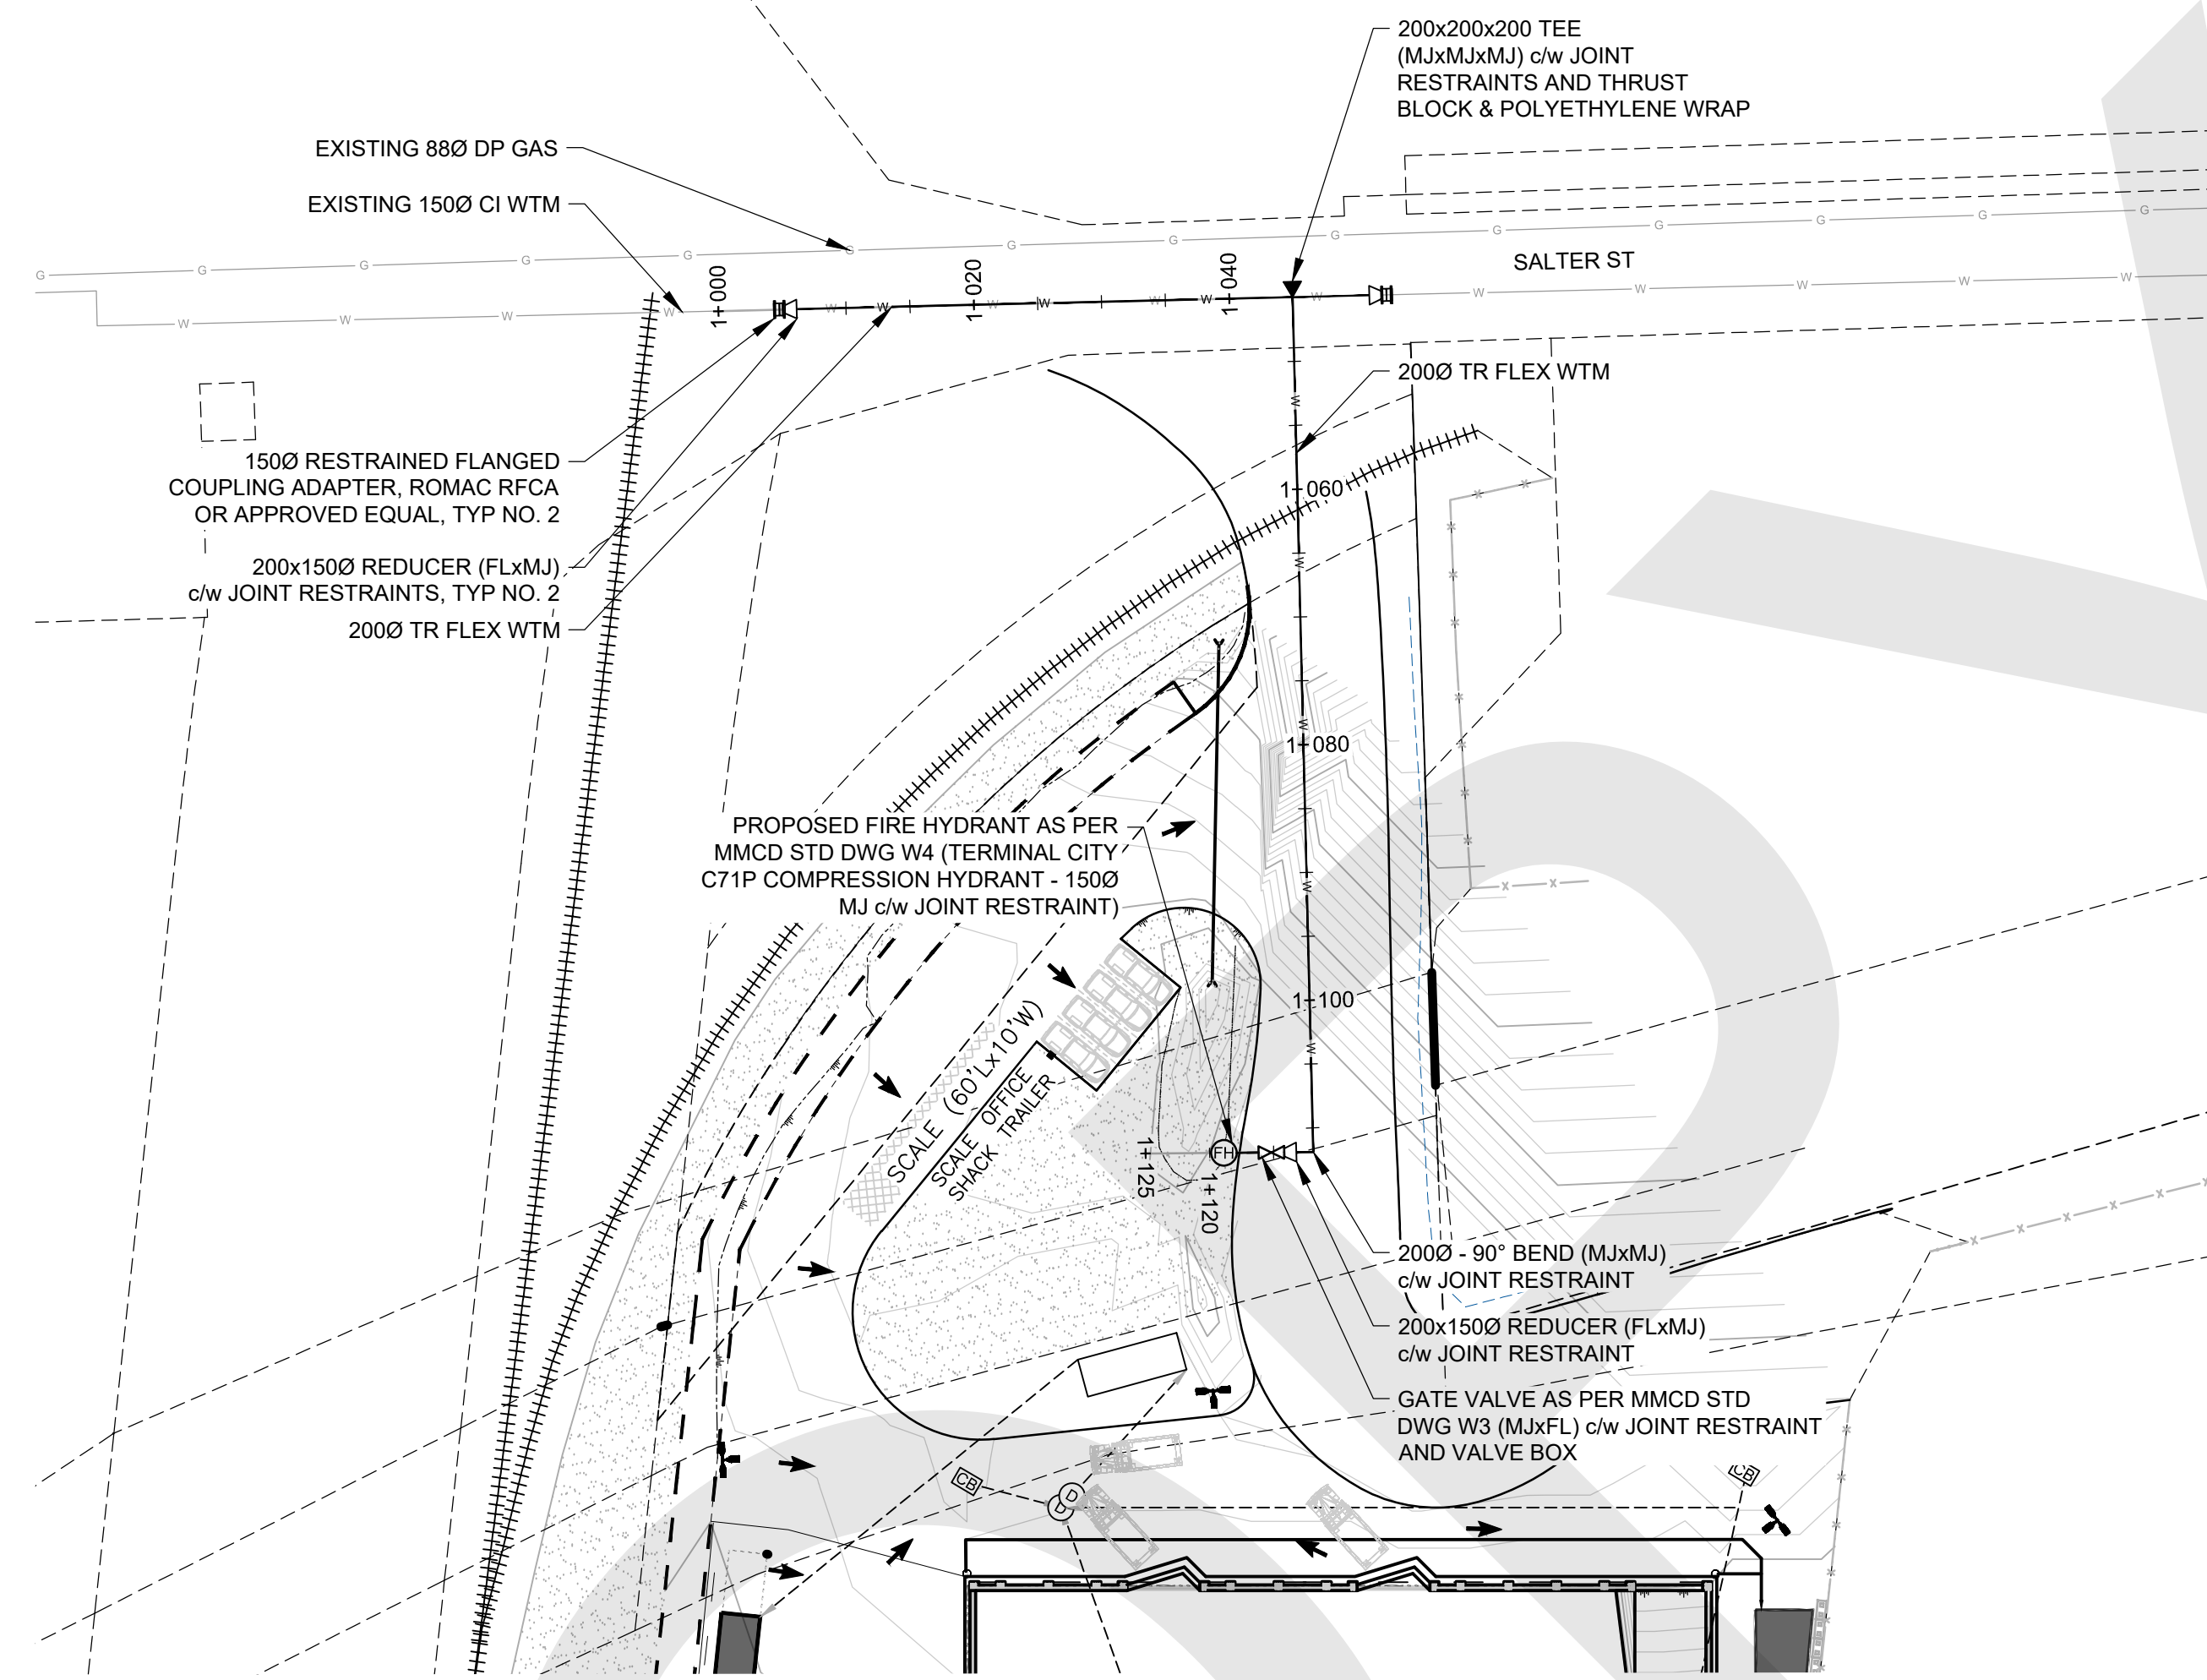 200x200x200 TEE
(MJxMJxMJ) c/w JOINT
RESTRAINTS AND THRUST
BLOCK & POLYETHYLENE WRAP
EXISTING 88Ø DP GAS
EXISTING 150Ø CI WTM
G G G G G G G G G G G G G G
SALTER ST
W W W W W W W W W W W W W W W
1+000
1+020
1+040
200Ø TR FLEX WTM
150Ø RESTRAINED FLANGED
COUPLING ADAPTER, ROMAC RFCA
OR APPROVED EQUAL, TYP NO. 2
200x150Ø REDUCER (FLxMJ)
c/w JOINT RESTRAINTS, TYP NO. 2
200Ø TR FLEX WTM
1+060
W
W
W
W
W
1+080
PROPOSED FIRE HYDRANT AS PER
MMCD STD DWG W4 (TERMINAL CITY
C71P COMPRESSION HYDRANT - 150Ø
MJ c/w JOINT RESTRAINT)
1+100
SCALE (60'Lx10'W)
SCALE OFFICE
SHACK TRAILER
FH
1+125
1+120
200Ø - 90° BEND (MJxMJ)
c/w JOINT RESTRAINT
200x150Ø REDUCER (FLxMJ)
c/w JOINT RESTRAINT
GATE VALVE AS PER MMCD STD
DWG W3 (MJxFL) c/w JOINT RESTRAINT
AND VALVE BOX
CB
D
D
CB